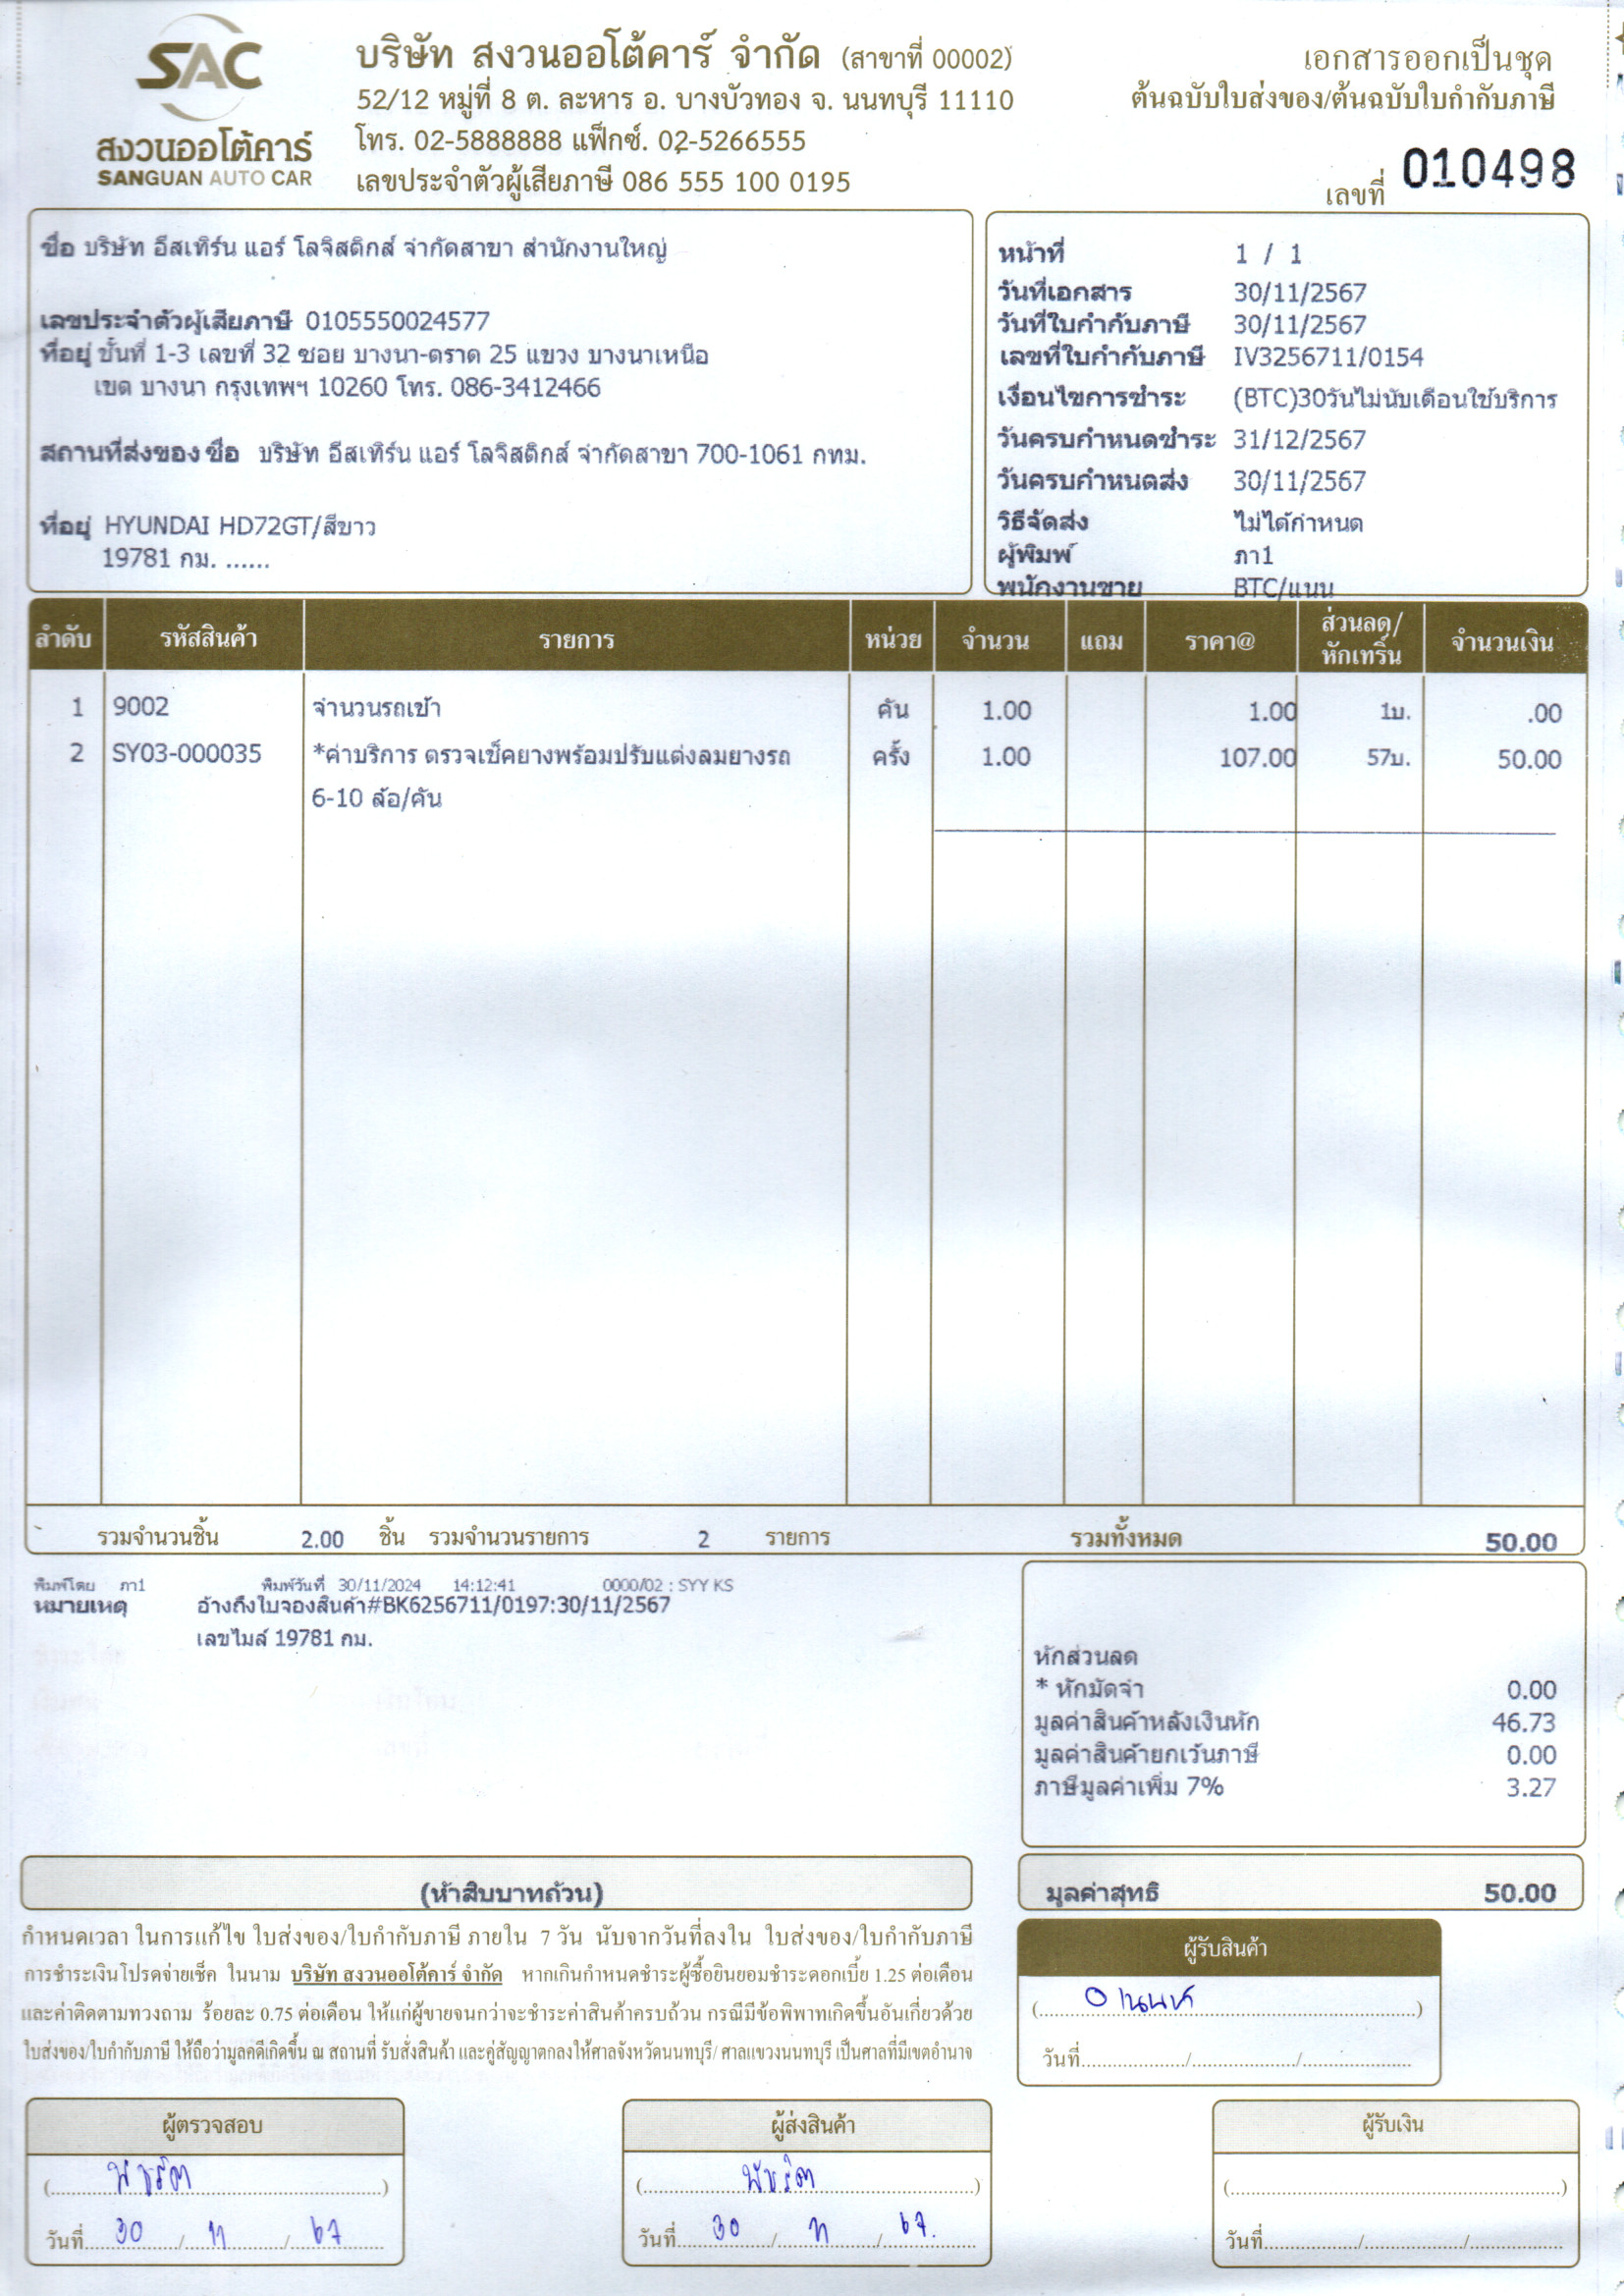 SAC
สงวนออโต้คาร์
SANGUAN AUTO CAR
บริษัท สงวนออโต้คาร์ จำกัด (สาขาที่ 00002)
52/12 หมู่ที่ 8 ต. ละหาร อ. บางบัวทอง จ. นนทบุรี 11110
โทร. 02-5888888 แฟ็กซ์. 02-5266555
เลขประจำตัวผู้เสียภาษี 086 555 100 0195
เอกสารออกเป็นชุด
ต้นฉบับใบส่งของ/ต้นฉบับใบกำกับภาษี
เลขที่ 010498
ชื่อ บริษัท อีสเทิร์น แอร์ โลจิสติกส์ จำกัดสาขา สำนักงานใหญ่
เลขประจำตัวผู้เสียภาษี 0105550024577
ที่อยู่ ชั้นที่ 1-3 เลขที่ 32 ซอย บางนา-ตราด 25 แขวง บางนาเหนือ
เขต บางนา กรุงเทพฯ 10260 โทร. 086-3412466
สถานที่ส่งของ ชื่อ บริษัท อีสเทิร์น แอร์ โลจิสติกส์ จำกัดสาขา 700-1061 กทม.
ที่อยู่ HYUNDAI HD72GT/สีขาว
19781 กม. ......
หน้าที่ 1 / 1
วันที่เอกสาร 30/11/2567
วันที่ใบกำกับภาษี 30/11/2567
เลขที่ใบกำกับภาษี IV3256711/0154
เงื่อนไขการชำระ (BTC)30วันไม่นับเดือนใช้บริการ
วันครบกำหนดชำระ 31/12/2567
วันครบกำหนดส่ง 30/11/2567
วิธีจัดส่ง ไม่ได้กำหนด
ผู้พิมพ์ ภา1
พนักงานขาย BTC/แนน
ลำดับ รหัสสินค้า รายการ หน่วย จำนวน แถม ราคา@ ส่วนลด/หักเทริ์น จำนวนเงิน
1 9002 จำนวนรถเข้า คัน 1.00 1.00 1บ. .00
2 SY03-000035 *ค่าบริการ ตรวจเช็คยางพร้อมปรับแต่งลมยางรถ ครั้ง 1.00 107.00 57บ. 50.00
6-10 ล้อ/คัน
รวมจำนวนชิ้น 2.00 ชิ้น รวมจำนวนรายการ 2 รายการ รวมทั้งหมด 50.00
พิมพ์โดย ภา1 พิมพ์วันที่ 30/11/2024 14:12:41 0000/02 : SYY KS
หมายเหตุ อ้างถึงใบจองสินค้า#BK6256711/0197:30/11/2567
เลขไมล์ 19781 กม.
หักส่วนลด
* หักมัดจำ 0.00
มูลค่าสินค้าหลังเงินหัก 46.73
มูลค่าสินค้ายกเว้นภาษี 0.00
ภาษีมูลค่าเพิ่ม 7% 3.27
(ห้าสิบบาทถ้วน)
มูลค่าสุทธิ 50.00
กำหนดเวลา ในการแก้ไข ใบส่งของ/ใบกำกับภาษี ภายใน 7 วัน นับจากวันที่ลงใน ใบส่งของ/ใบกำกับภาษี
การชำระเงินโปรดจ่ายเช็ค ในนาม บริษัท สงวนออโต้คาร์ จำกัด หากเกินกำหนดชำระผู้ซื้อยินยอมชำระดอกเบี้ย 1.25 ต่อเดือน
และค่าติดตามทวงถาม ร้อยละ 0.75 ต่อเดือน ให้แก่ผู้ขายจนกว่าจะชำระค่าสินค้าครบถ้วน กรณีมีข้อพิพาทเกิดขึ้นอันเกี่ยวด้วย
ใบส่งของ/ใบกำกับภาษี ให้ถือว่ามูลคดีเกิดขึ้น ณ สถานที่ รับสั่งสินค้า และคู่สัญญาตกลงให้ศาลจังหวัดนนทบุรี/ ศาลแขวงนนทบุรี เป็นศาลที่มีเขตอำนาจ
ผู้รับสินค้า
วันที่......../......../........
ผู้ตรวจสอบ
วันที่ 30 / 11 / 67
ผู้ส่งสินค้า
วันที่ 30 / 11 / 67.
ผู้รับเงิน
วันที่......../......../........